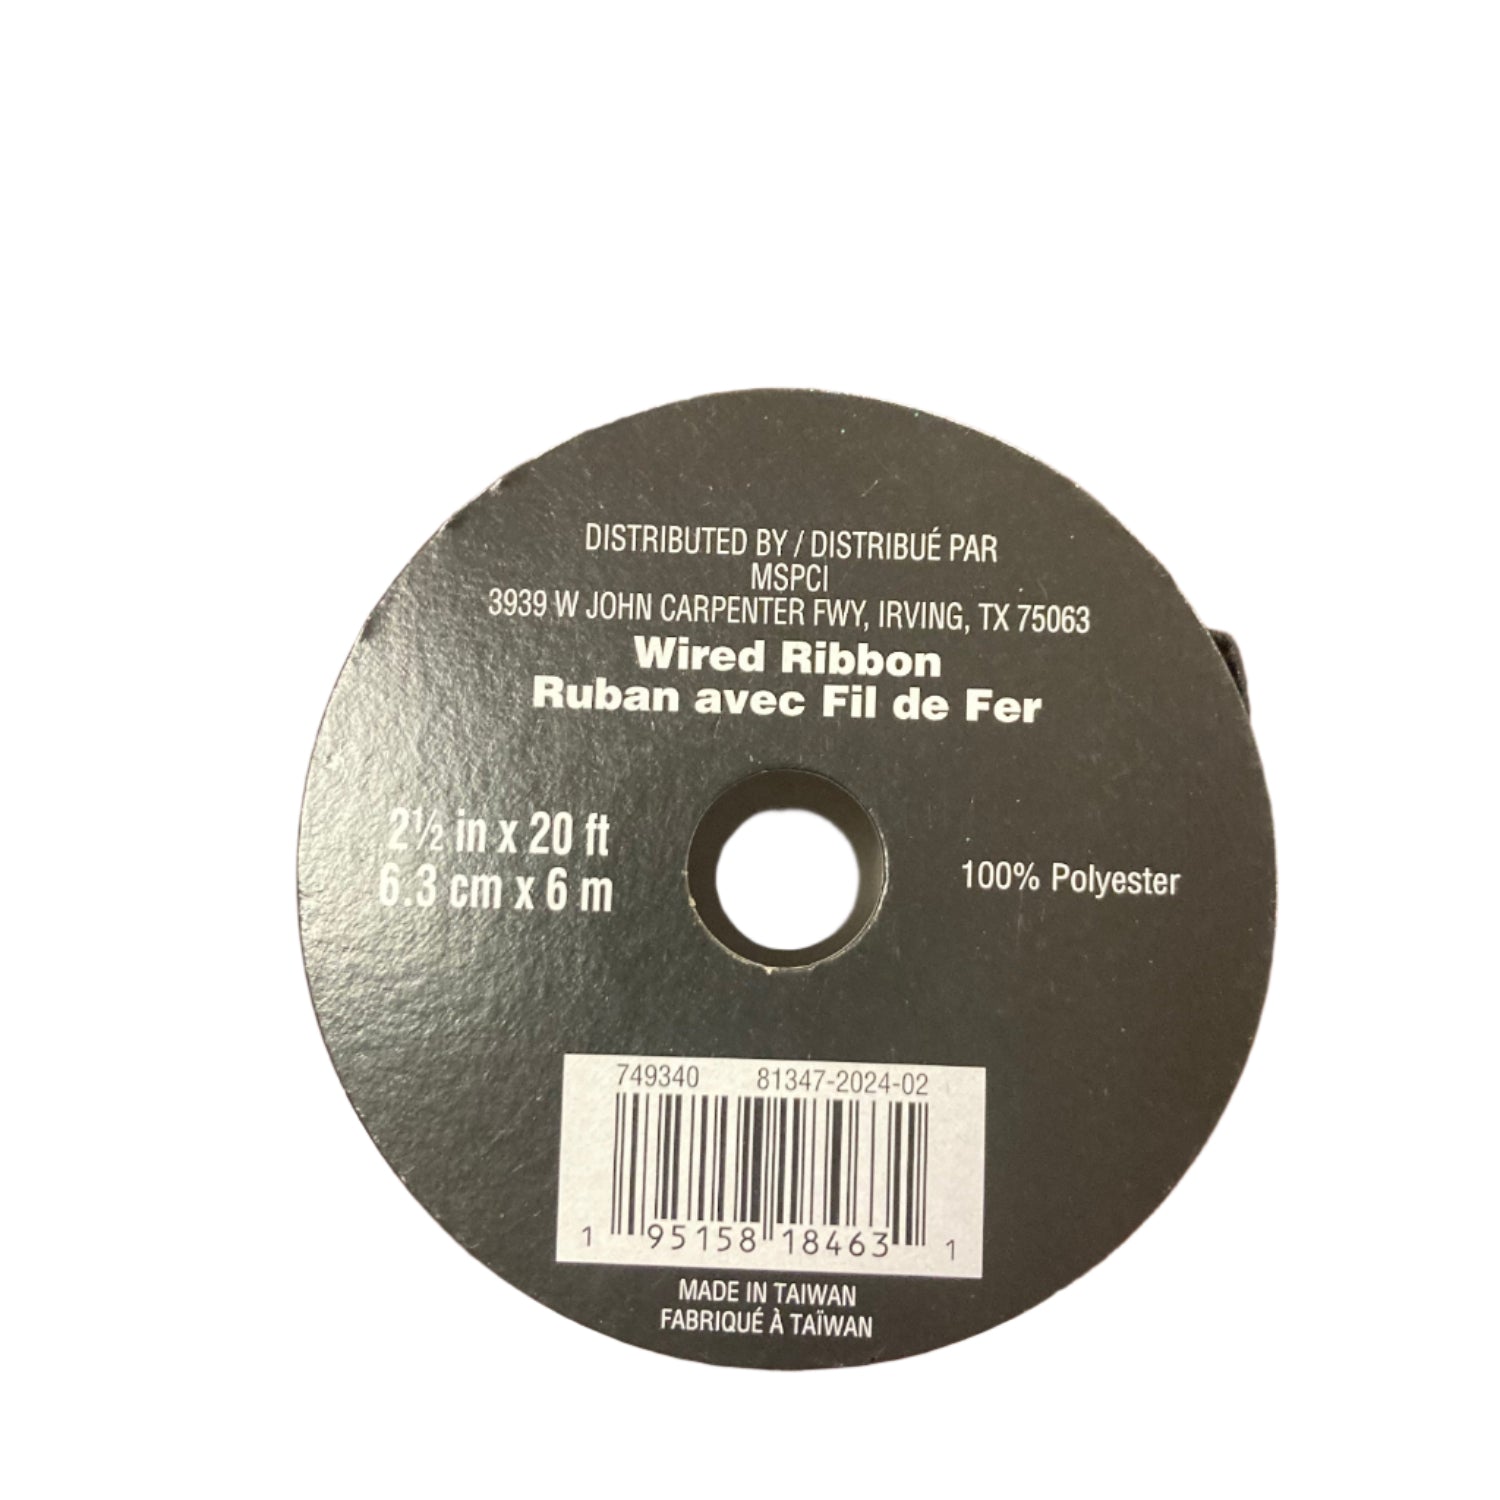 DISTRIBUTED BY / DISTRIBUÉ PAR
MSPCI
3939 W JOHN CARPENTER FWY, IRVING, TX 75063
Wired Ribbon
Ruban avec Fil de Fer
2½ in x 20 ft
6.3 cm x 6 m
100% Polyester
749340 81347-2024-02
1 95158 18463 1
MADE IN TAIWAN
FABRIQUÉ À TAÏWAN